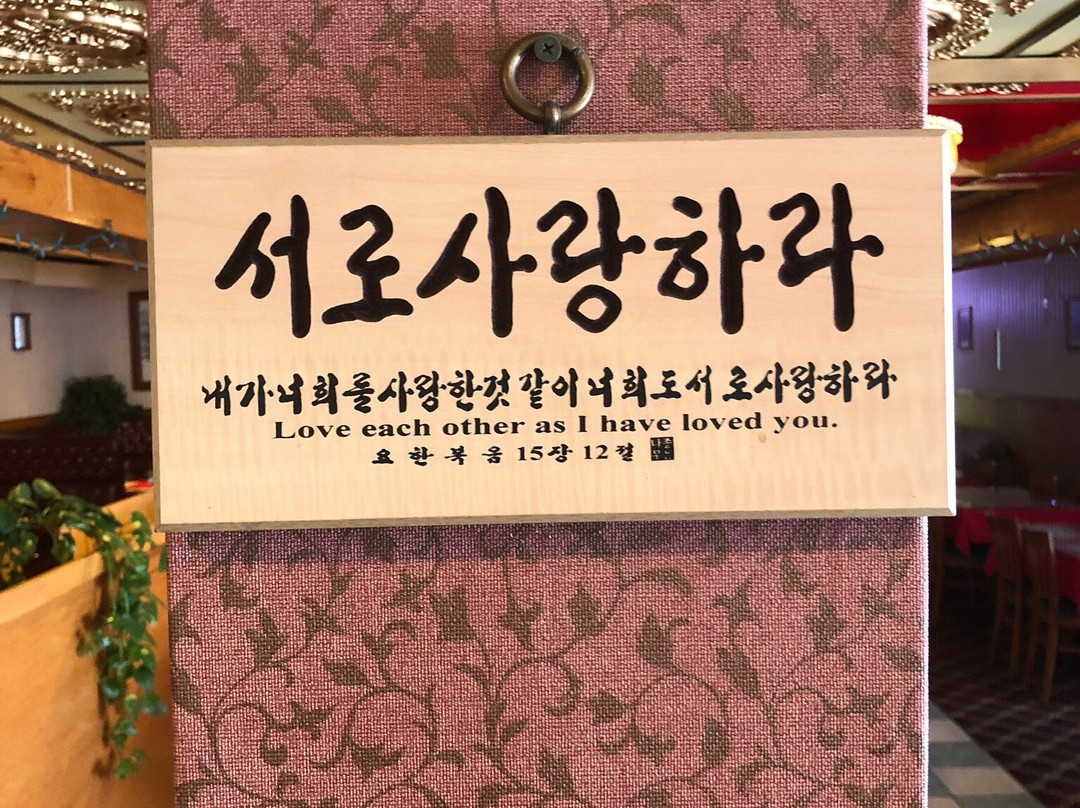 서로사랑하라
내가너희를사랑한것같이너희도서로사랑하라
Love each other as I have loved you.
요한복음 15장 12절